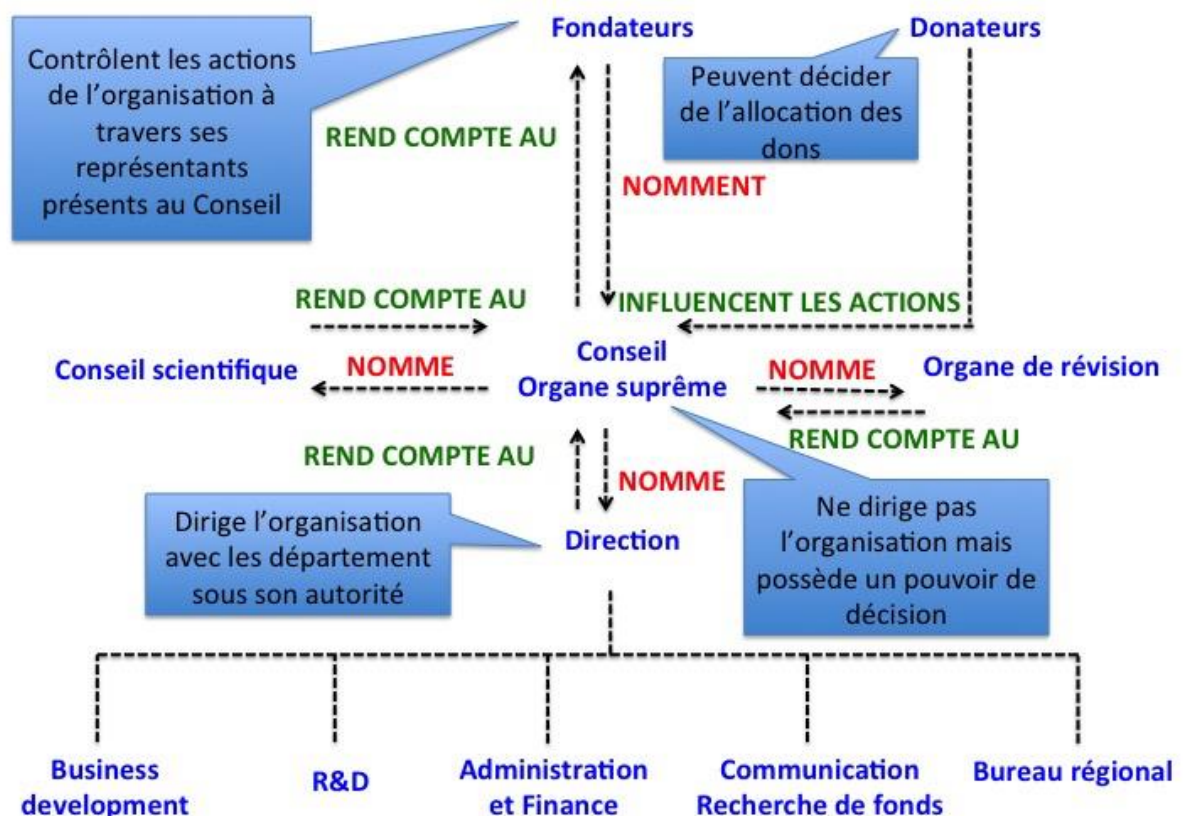 Fondateurs
Donateurs
Contrôlent les actions
de l’organisation à
travers ses
représentants
présents au Conseil
Peuvent décider
de l’allocation des
dons
REND COMPTE AU
NOMMENT
REND COMPTE AU
INFLUENCENT LES ACTIONS
Conseil scientifique
NOMME
Conseil
Organe suprême
NOMME
Organe de révision
REND COMPTE AU
REND COMPTE AU
NOMME
Dirige l’organisation
avec les département
sous son autorité
Direction
Ne dirige pas
l’organisation mais
possède un pouvoir de
décision
Business
development
R&D
Administration
et Finance
Communication
Recherche de fonds
Bureau régional